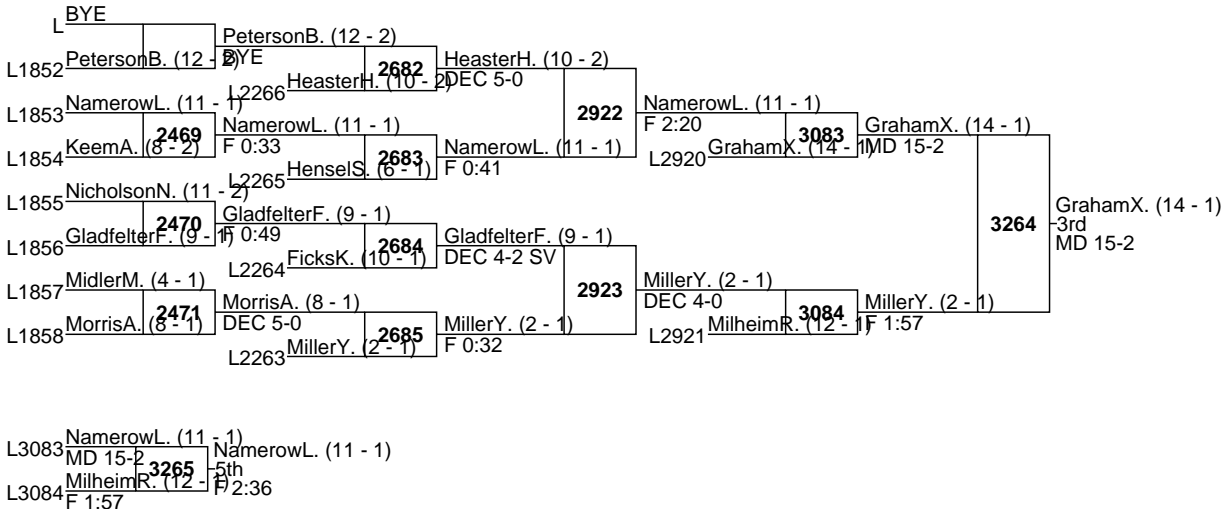 L BYE
L1852 PetersonB. (12 - 2)
PetersonB. (12 - 2)
BYE
L2266 HeasterH. (10 - 2)
2682
HeasterH. (10 - 2)
DEC 5-0
L1853 NamerowL. (11 - 1)
2469
L1854 KeemA. (8 - 2)
NamerowL. (11 - 1)
F 0:33
2683
L2265 HenselS. (6 - 1)
NamerowL. (11 - 1)
F 0:41
2922
NamerowL. (11 - 1)
F 2:20
3083
L2920 GrahamX. (14 - 1)
GrahamX. (14 - 1)
MD 15-2
L1855 NicholsonN. (11 - 2)
2470
L1856 GladfelterF. (9 - 1)
GladfelterF. (9 - 1)
F 0:49
2684
L2264 FicksK. (10 - 1)
GladfelterF. (9 - 1)
DEC 4-2 SV
L1857 MidlerM. (4 - 1)
2471
L1858 MorrisA. (8 - 1)
MorrisA. (8 - 1)
DEC 5-0
2685
L2263 MillerY. (2 - 1)
MillerY. (2 - 1)
F 0:32
2923
MillerY. (2 - 1)
DEC 4-0
3084
L2921 MilheimR. (12 - 1)
MillerY. (2 - 1)
F 1:57
3264
GrahamX. (14 - 1)
3rd
MD 15-2
L3083 NamerowL. (11 - 1)
MD 15-2
3265
L3084 MilheimR. (12 - 1)
F 1:57
NamerowL. (11 - 1)
5th
F 2:36